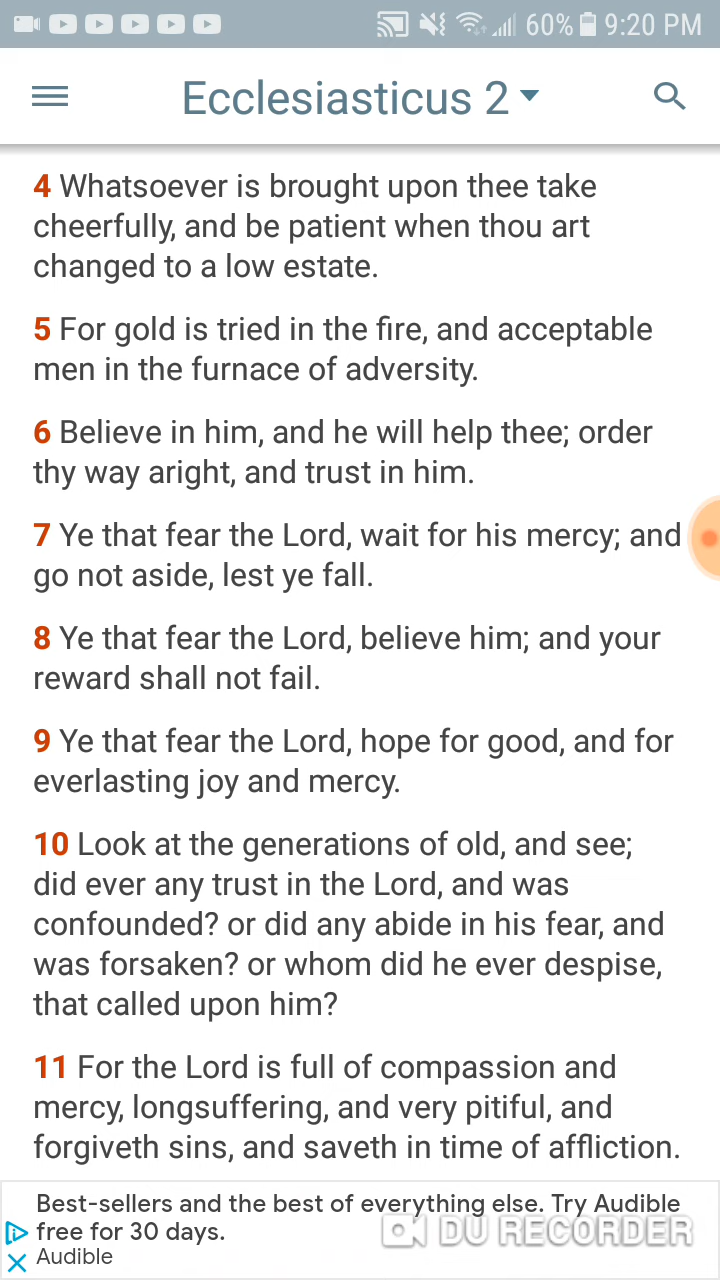 60% 9:20 PM
Ecclesiasticus 2
4 Whatsoever is brought upon thee take
cheerfully, and be patient when thou art
changed to a low estate.
5 For gold is tried in the fire, and acceptable
men in the furnace of adversity.
6 Believe in him, and he will help thee; order
thy way aright, and trust in him.
7 Ye that fear the Lord, wait for his mercy; and
go not aside, lest ye fall.
8 Ye that fear the Lord, believe him; and your
reward shall not fail.
9 Ye that fear the Lord, hope for good, and for
everlasting joy and mercy.
10 Look at the generations of old, and see;
did ever any trust in the Lord, and was
confounded? or did any abide in his fear, and
was forsaken? or whom did he ever despise,
that called upon him?
11 For the Lord is full of compassion and
mercy, longsuffering, and very pitiful, and
forgiveth sins, and saveth in time of affliction.
Best-sellers and the best of everything else. Try Audible
free for 30 days.
DU RECORDER
Audible